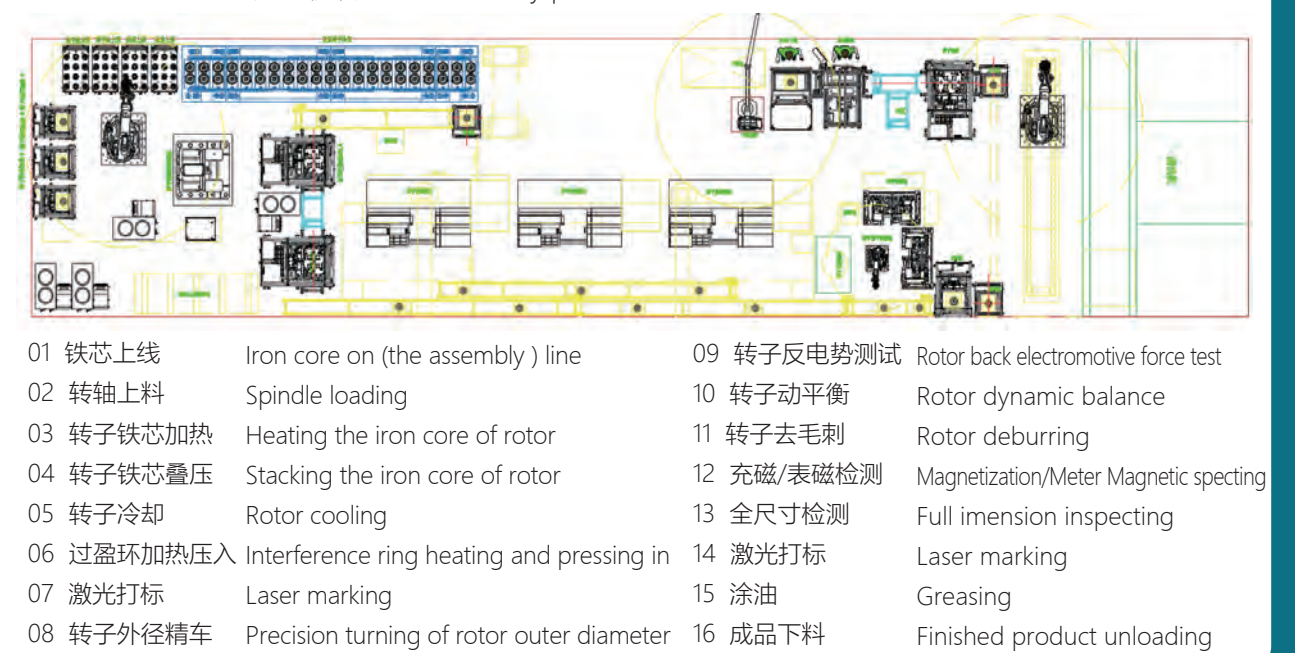 01 铁芯上线 Iron core on (the assembly ) line
02 转轴上料 Spindle loading
03 转子铁芯加热 Heating the iron core of rotor
04 转子铁芯叠压 Stacking the iron core of rotor
05 转子冷却 Rotor cooling
06 过盈环加热压入 Interference ring heating and pressing in
07 激光打标 Laser marking
08 转子外径精车 Precision turning of rotor outer diameter
09 转子反电势测试 Rotor back electromotive force test
10 转子动平衡 Rotor dynamic balance
11 转子去毛刺 Rotor deburring
12 充磁/表磁检测 Magnetization/Meter Magnetic specting
13 全尺寸检测 Full imension inspecting
14 激光打标 Laser marking
15 涂油 Greasing
16 成品下料 Finished product unloading